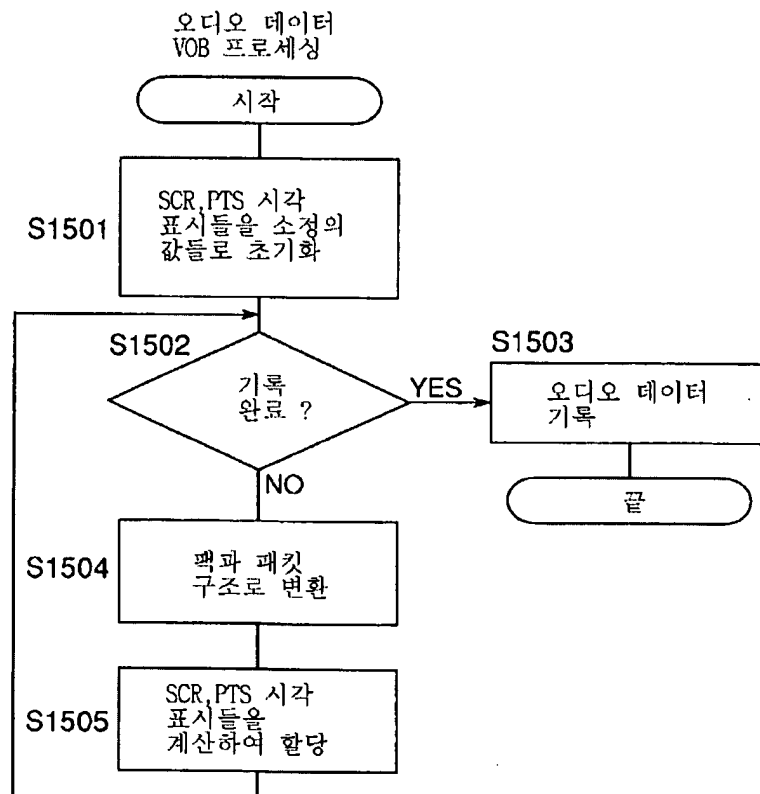 오디오 데이터
VOB 프로세싱
시작
S1501
SCR,PTS 시각
표시들을 소정의
값들로 초기화
S1502
기록
완료 ?
YES
S1503
오디오 데이터
기록
끝
NO
S1504
팩과 패킷
구조로 변환
S1505
SCR,PTS 시각
표시들을
계산하여 할당